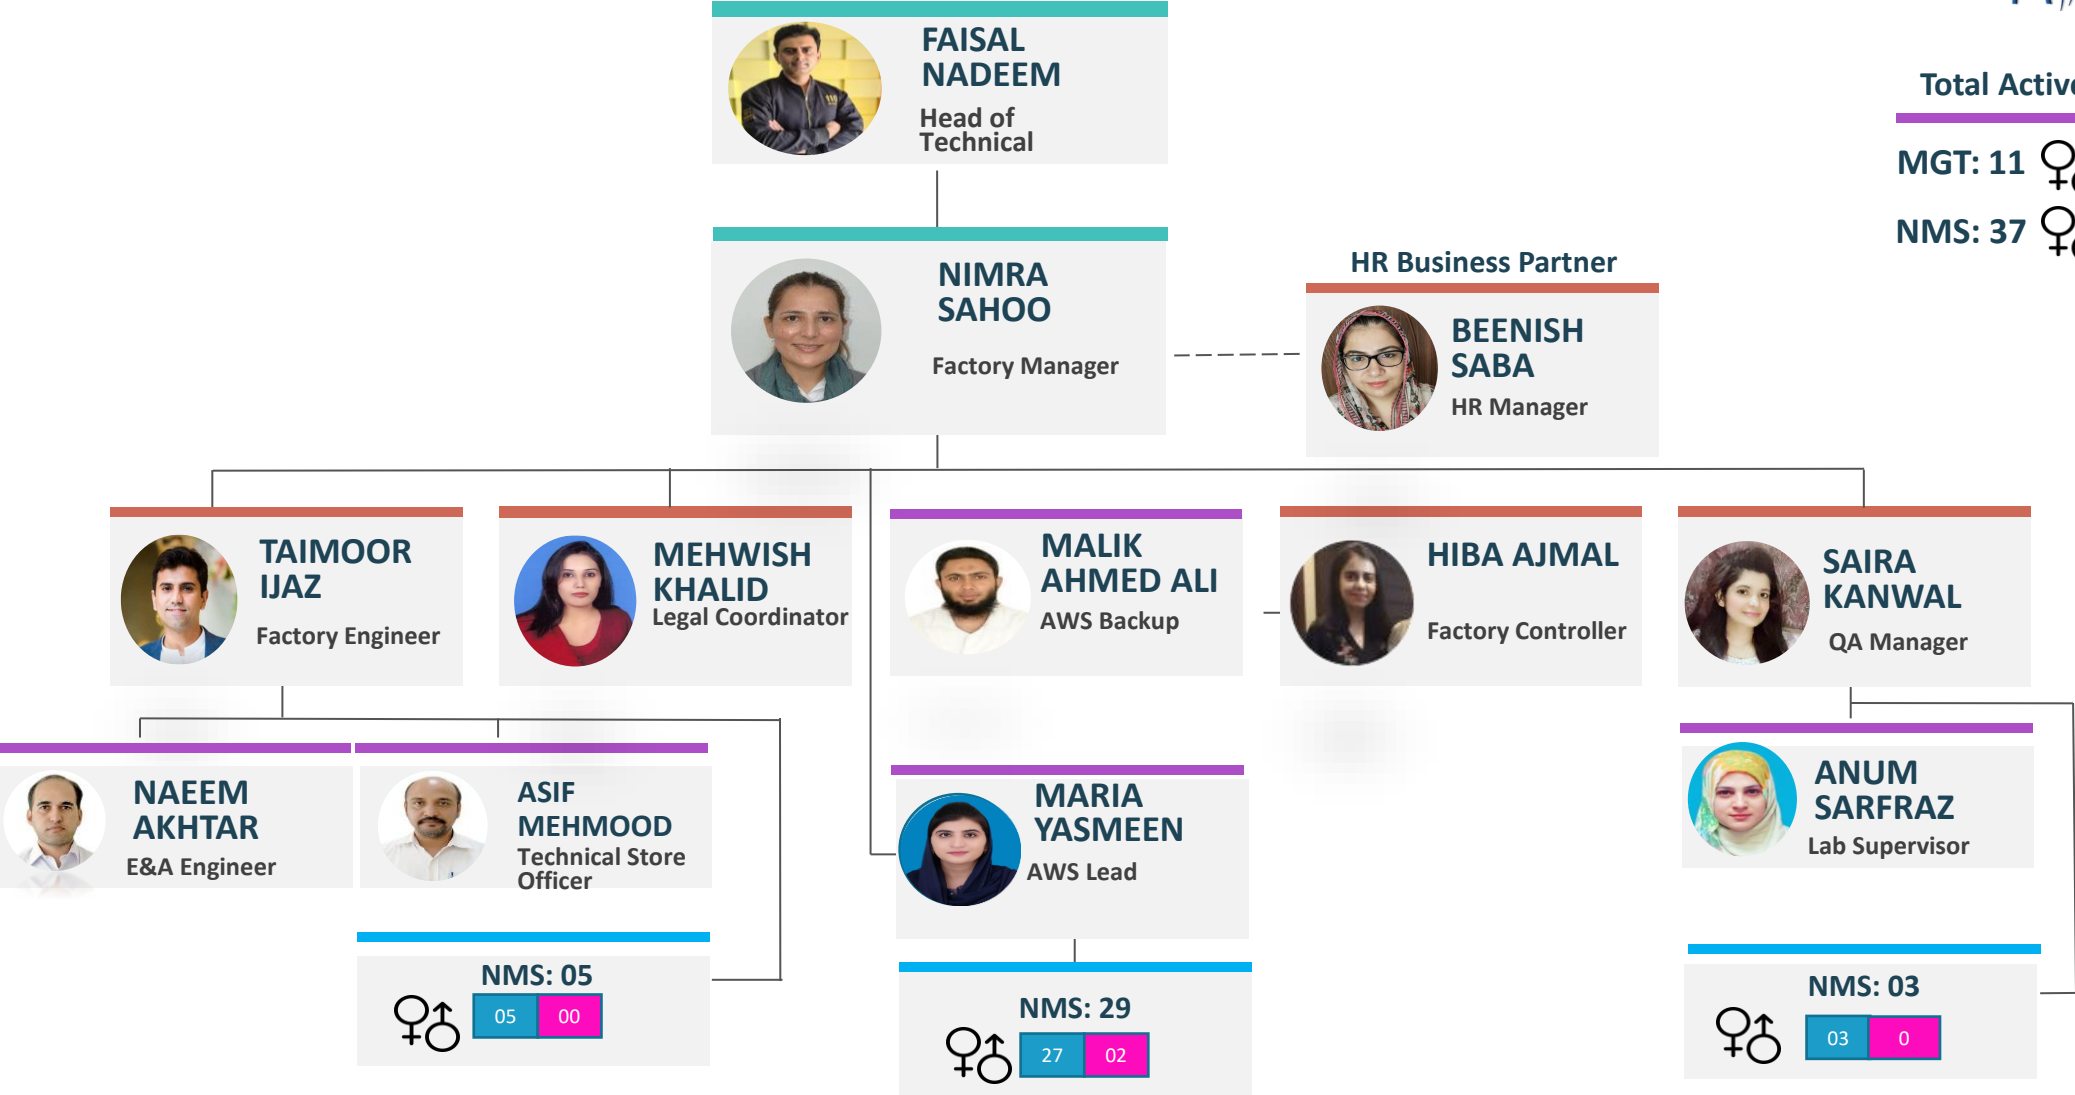 FAISAL
NADEEM
Head of
Technical
Total Active
MGT: 11
NMS: 37
NIMRA
SAHOO
Factory Manager
HR Business Partner
BEENISH
SABA
HR Manager
TAIMOOR
IJAZ
Factory Engineer
MEHWISH
KHALID
Legal Coordinator
MALIK
AHMED ALI
AWS Backup
HIBA AJMAL
Factory Controller
SAIRA
KANWAL
QA Manager
NAEEM
AKHTAR
E&A Engineer
ASIF
MEHMOOD
Technical Store
Officer
MARIA
YASMEEN
AWS Lead
ANUM
SARFRAZ
Lab Supervisor
NMS: 05
05 00
NMS: 29
27 02
NMS: 03
03 0